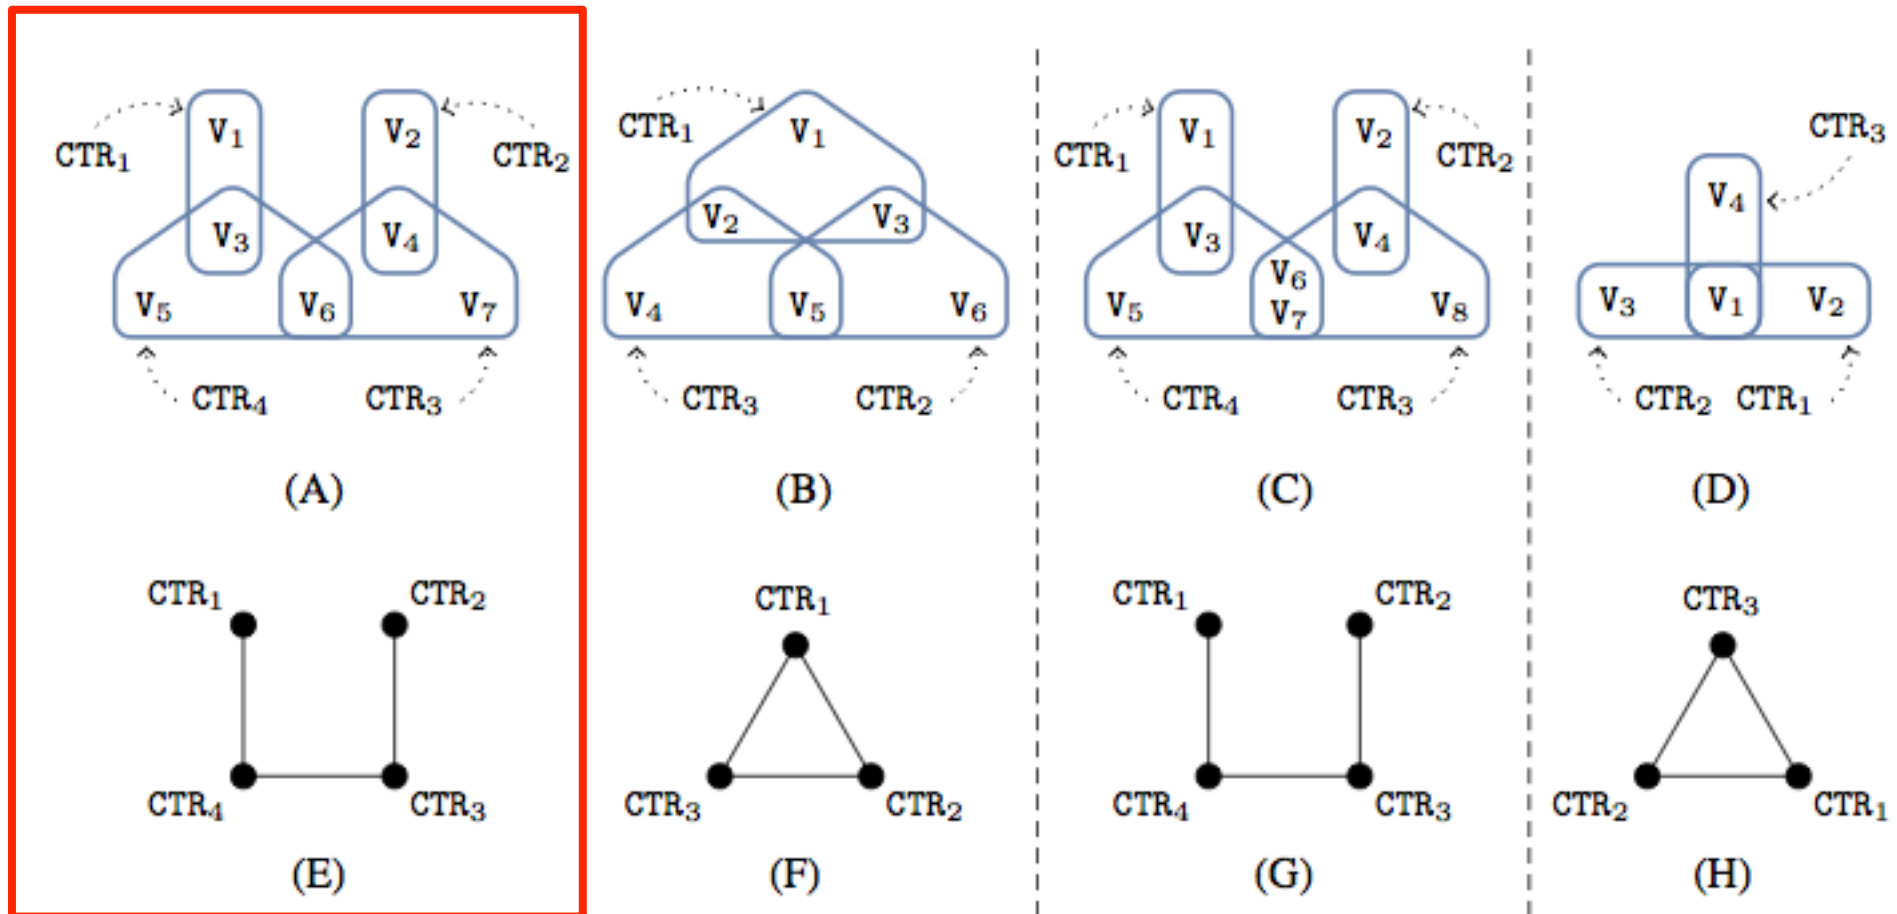 CTR₁ V₁ V₂ CTR₂
V₃ V₄
V₅ V₆ V₇
CTR₄ CTR₃
(A)
CTR₁ V₁
V₂ V₃
V₄ V₅ V₆
CTR₃ CTR₂
(B)
CTR₁ V₁ V₂ CTR₂
V₃ V₄
V₆
V₅ V₇ V₈
CTR₄ CTR₃
(C)
CTR₃
V₄
V₃ V₁ V₂
CTR₂ CTR₁
(D)
CTR₁ CTR₂
CTR₄ CTR₃
(E)
CTR₁
CTR₃ CTR₂
(F)
CTR₁ CTR₂
CTR₄ CTR₃
(G)
CTR₃
CTR₂ CTR₁
(H)